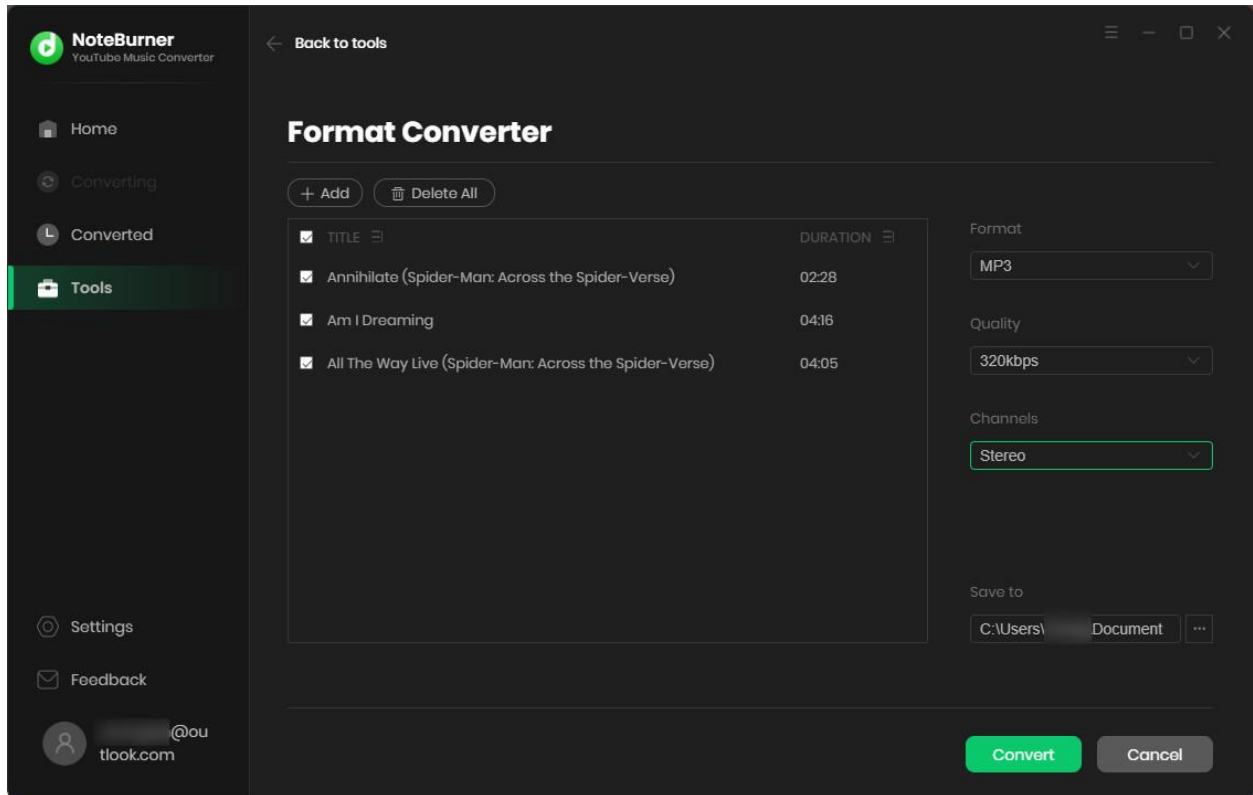 NoteBurner
YouTube Music Converter
Back to tools
Home
Converting
Converted
Tools
Settings
Feedback
@ou
tlook.com
Format Converter
+ Add
Delete All
TITLE
DURATION
Annihilate (Spider-Man: Across the Spider-Verse)
02:28
Am I Dreaming
04:16
All The Way Live (Spider-Man: Across the Spider-Verse)
04:05
Format
MP3
Quality
320kbps
Channels
Stereo
Save to
C:\Users\ Document
...
Convert
Cancel